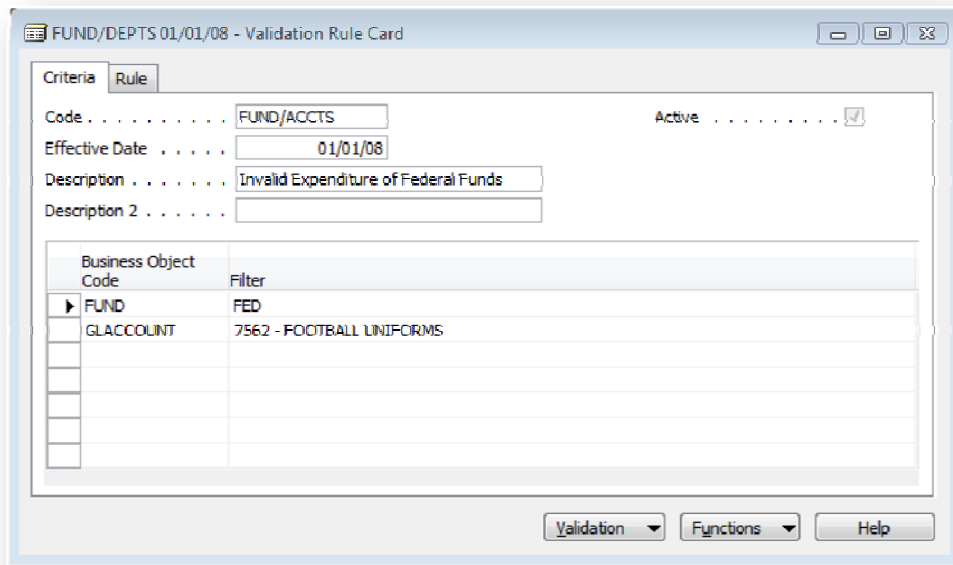 FUND/DEPTS 01/01/08 - Validation Rule Card
Criteria Rule
Code . . . . . . . . . . FUND/ACCTS Active . . . . . . . . .
Effective Date . . . . . 01/01/08
Description . . . . . . . Invalid Expenditure of Federal Funds
Description 2 . . . . . .
Business Object
Code Filter
FUND FED
GLACCOUNT 7562 - FOOTBALL UNIFORMS
Validation Functions Help